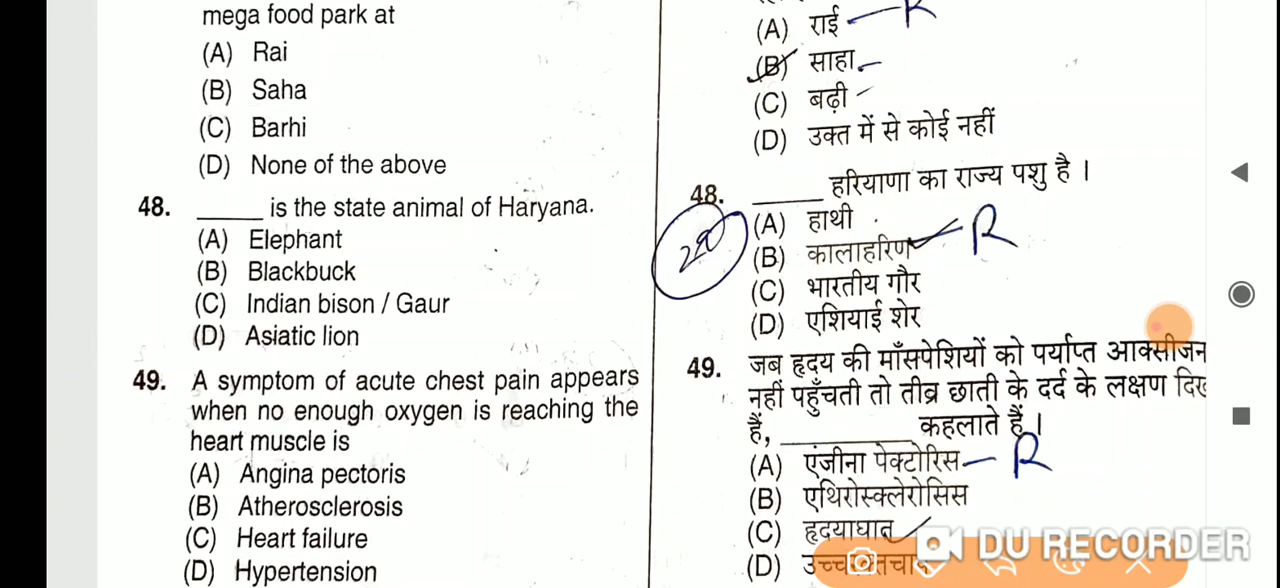 mega food park at
(A) Rai
(B) Saha
(C) Barhi
(D) None of the above
48. ______ is the state animal of Haryana.
(A) Elephant
(B) Blackbuck
(C) Indian bison / Gaur
(D) Asiatic lion
49. A symptom of acute chest pain appears
when no enough oxygen is reaching the
heart muscle is
(A) Angina pectoris
(B) Atherosclerosis
(C) Heart failure
(D) Hypertension
(A) राई R
(B) साहा
(C) बढ़ी
(D) उक्त में से कोई नहीं
48. ______ हरियाणा का राज्य पशु है ।
(A) हाथी
(B) कालाहरिण R
(C) भारतीय गौर
(D) एशियाई शेर
49. जब हृदय की माँसपेशियों को पर्याप्त आक्सीजन
नहीं पहुँचती तो तीव्र छाती के दर्द के लक्षण
हैं, ______ कहलाते हैं ।
(A) एंजीना पेक्टोरिस R
(B) एथिरोस्क्लेरोसिस
(C) हृदयाघात
(D)
DU RECORDER